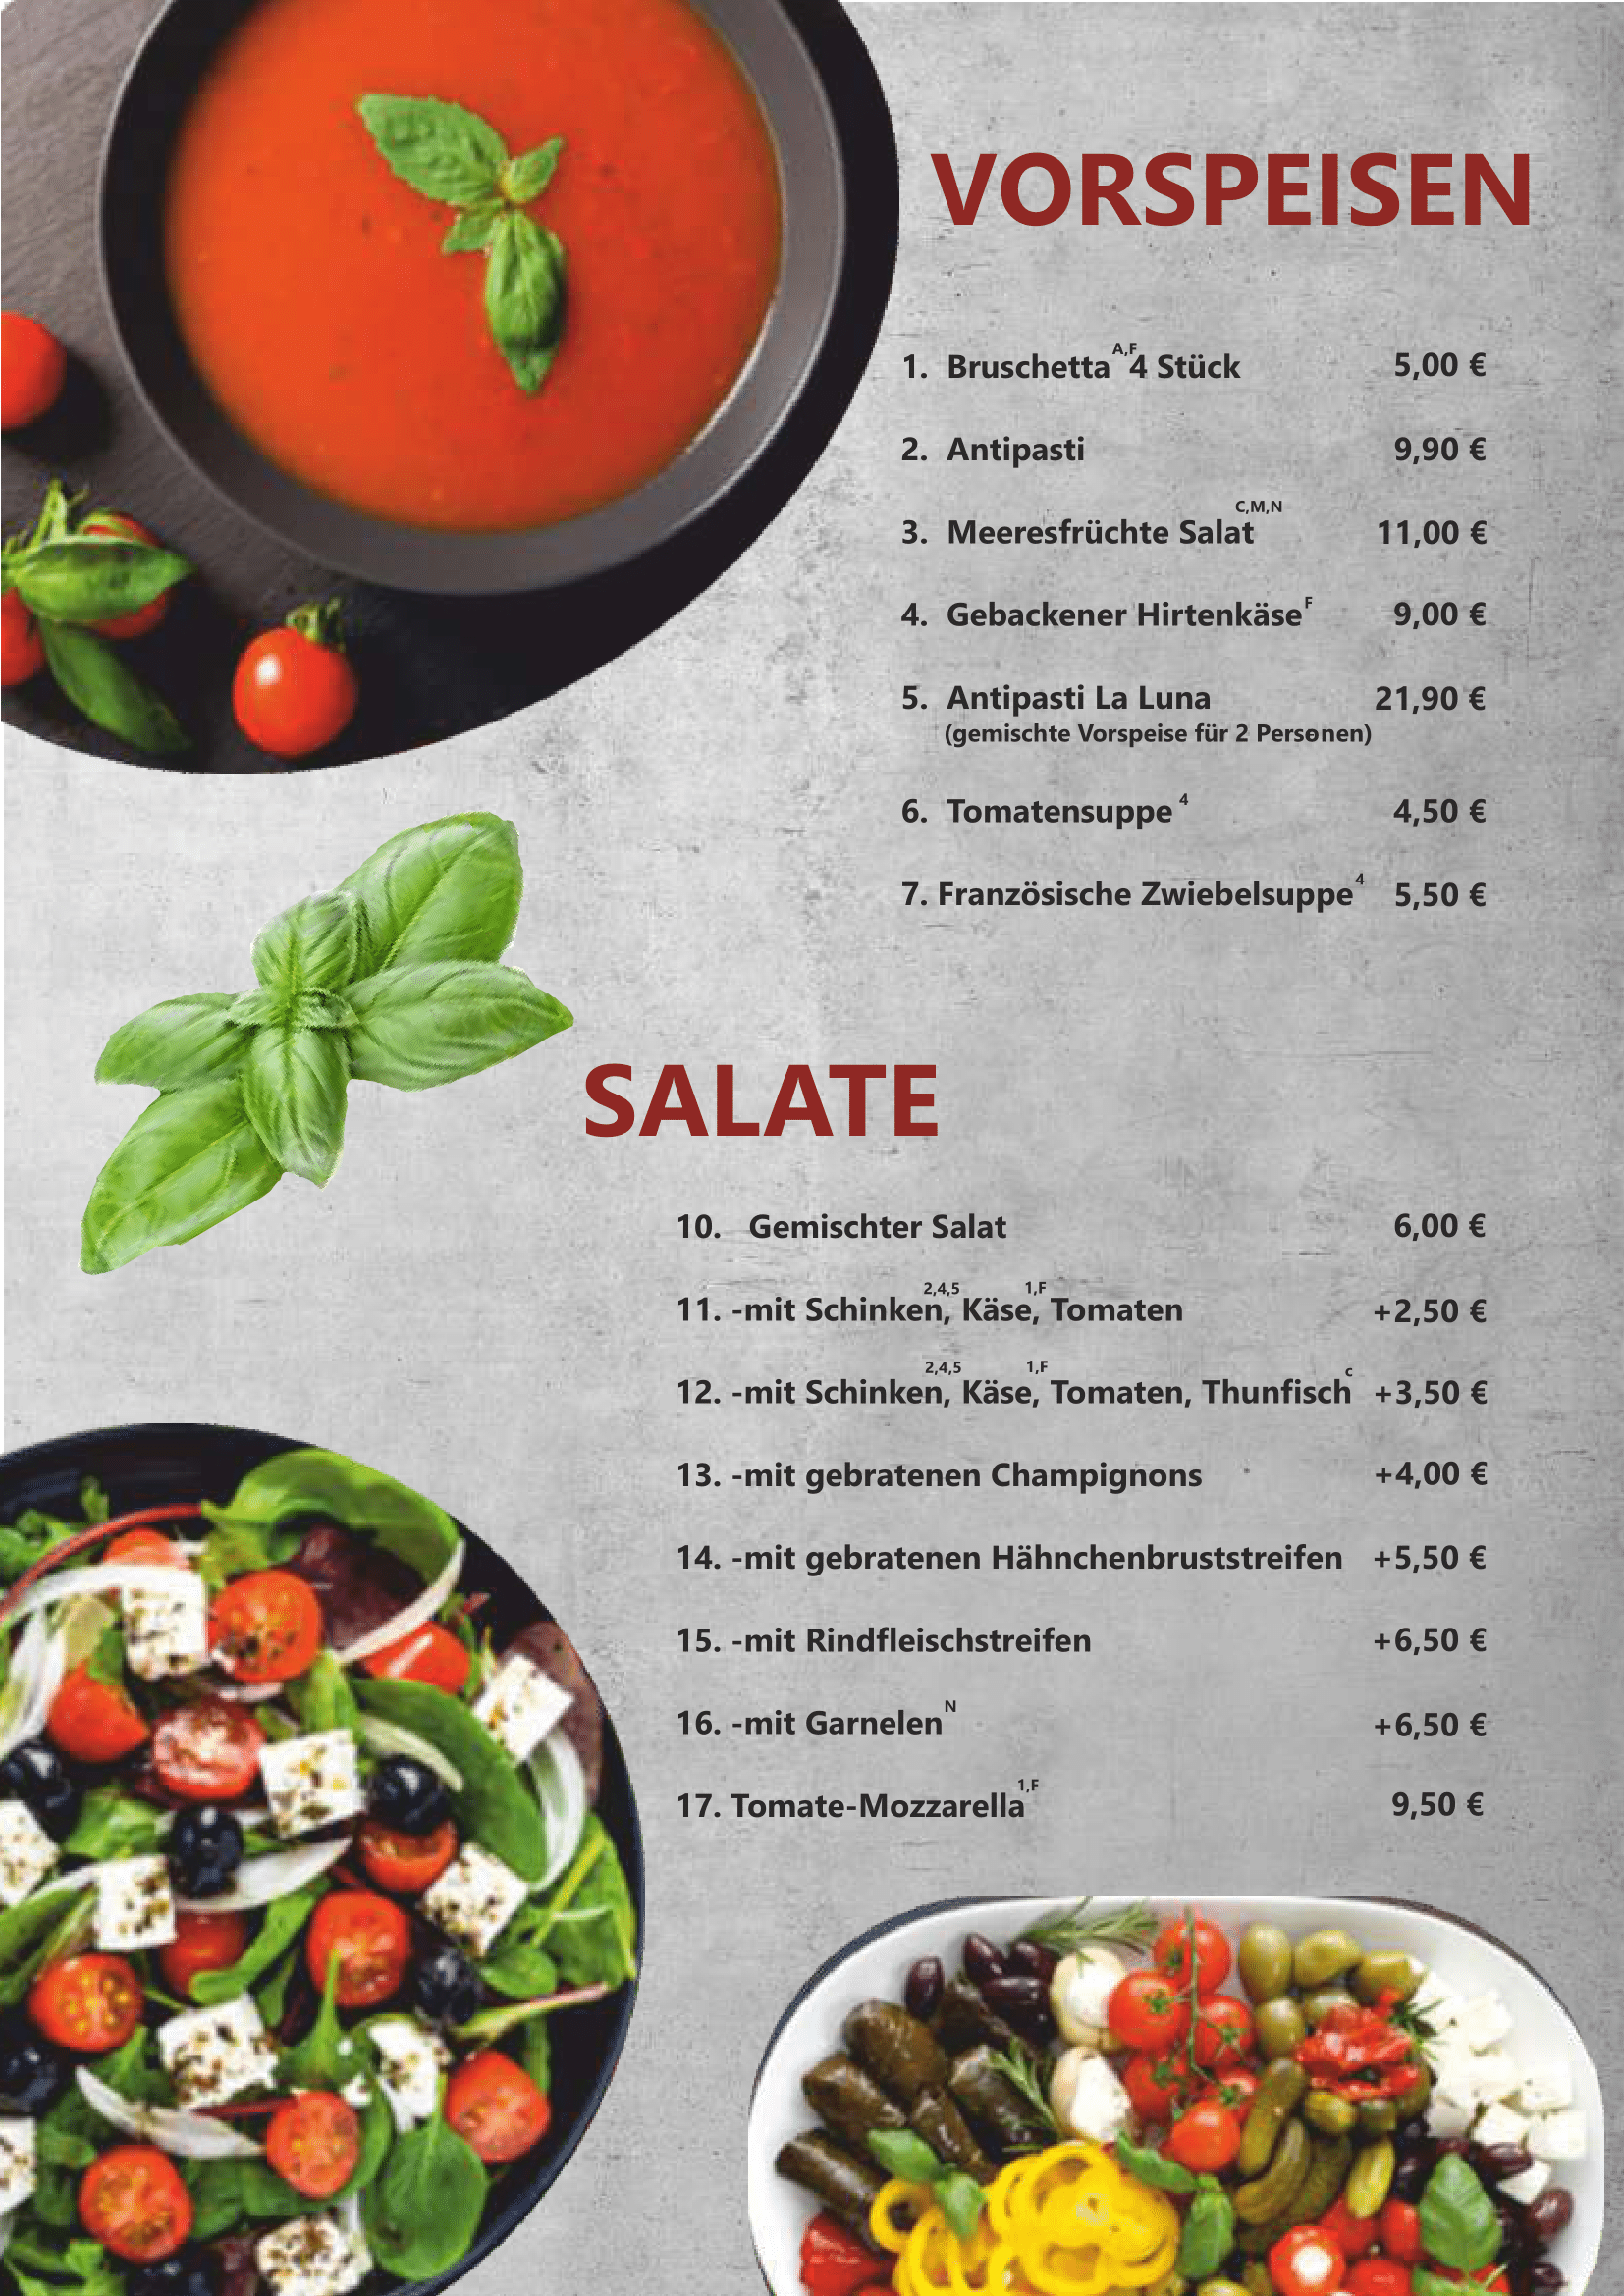 VORSPEISEN
1. Bruschetta A,F 4 Stück 5,00 €
2. Antipasti 9,90 €
3. Meeresfrüchte Salat C,M,N 11,00 €
4. Gebackener Hirtenkäse F 9,00 €
5. Antipasti La Luna 21,90 €
(gemischte Vorspeise für 2 Personen)
6. Tomatensuppe 4 4,50 €
7. Französische Zwiebelsuppe 4 5,50 €
SALATE
10. Gemischter Salat 6,00 €
11. -mit Schinken, 2,4,5 Käse, 1,F Tomaten +2,50 €
12. -mit Schinken, 2,4,5 Käse, 1,F Tomaten, Thunfisch c +3,50 €
13. -mit gebratenen Champignons +4,00 €
14. -mit gebratenen Hähnchenbruststreifen +5,50 €
15. -mit Rindfleischstreifen +6,50 €
16. -mit Garnelen N +6,50 €
17. Tomate-Mozzarella 1,F 9,50 €